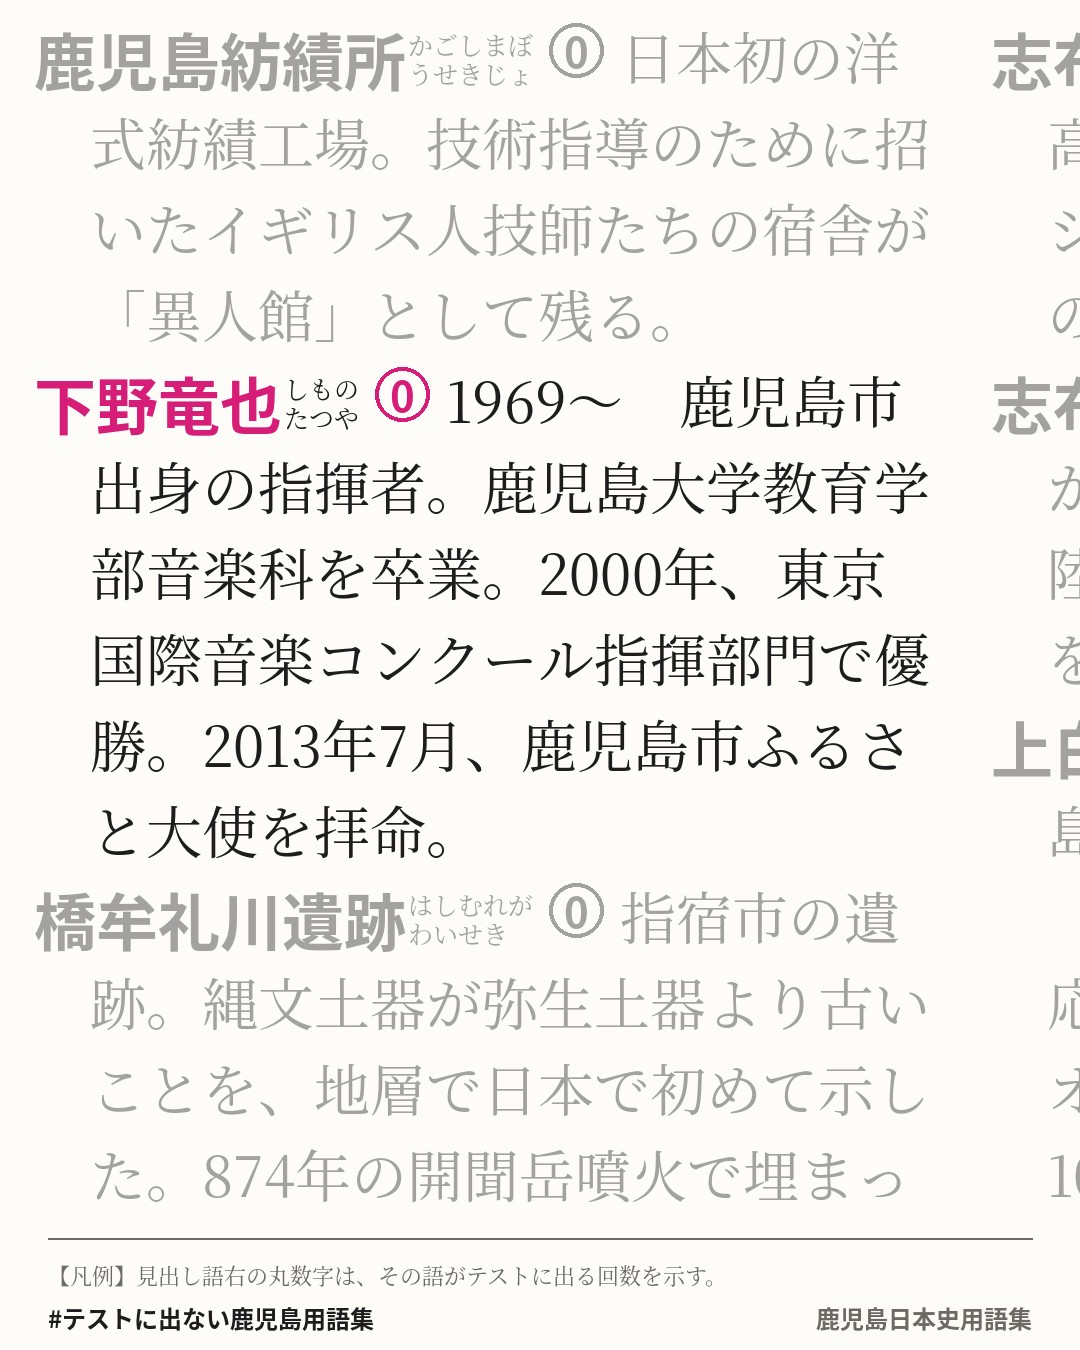 鹿児島紡績所 かごしまぼうせきじょ ⓪ 日本初の洋
式紡績工場。技術指導のために招
いたイギリス人技師たちの宿舎が
「異人館」として残る。
下野竜也 しものたつや ⓪ 1969〜　鹿児島市
出身の指揮者。鹿児島大学教育学
部音楽科を卒業。2000年、東京
国際音楽コンクール指揮部門で優
勝。2013年7月、鹿児島市ふるさ
と大使を拝命。
橋牟礼川遺跡 はしむれがわいせき ⓪ 指宿市の遺
跡。縄文土器が弥生土器より古い
ことを、地層で日本で初めて示し
た。874年の開聞岳噴火で埋まっ
志
高
シ
の
志
か
陸
を
上
島
応
オ
10
【凡例】見出し語右の丸数字は、その語がテストに出る回数を示す。
#テストに出ない鹿児島用語集
鹿児島日本史用語集